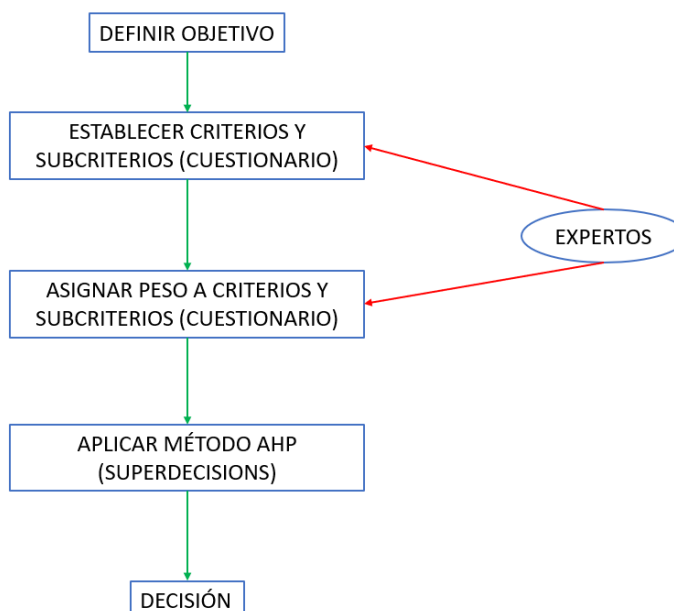 DEFINIR OBJETIVO
ESTABLECER CRITERIOS Y
SUBCRITERIOS (CUESTIONARIO)
EXPERTOS
ASIGNAR PESO A CRITERIOS Y
SUBCRITERIOS (CUESTIONARIO)
APLICAR MÉTODO AHP
(SUPERDECISIONS)
DECISIÓN